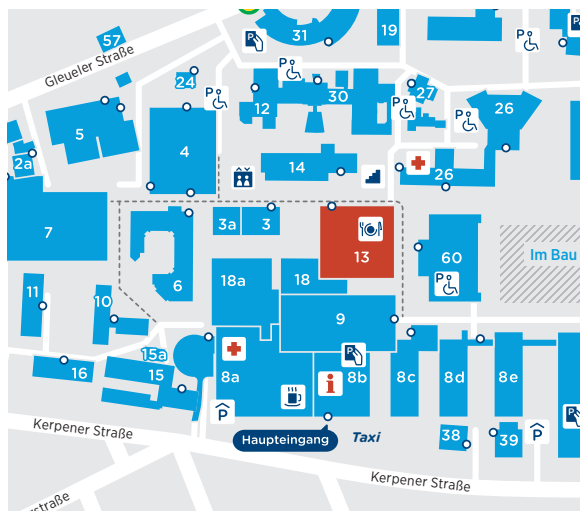 57
31
19
Gleueler Straße
24
P
P
P
12
30
27
P
26
5
4
P
2a
14
26
3a
3
7
13
60
6
Im Bau
18a
18
P
11
10
9
15a
16
15
8a
8b
8c
8d
8e
i
P
Kerpener Straße
Haupteingang
Taxi
38
39
P
Kerpener Straße
rstraße